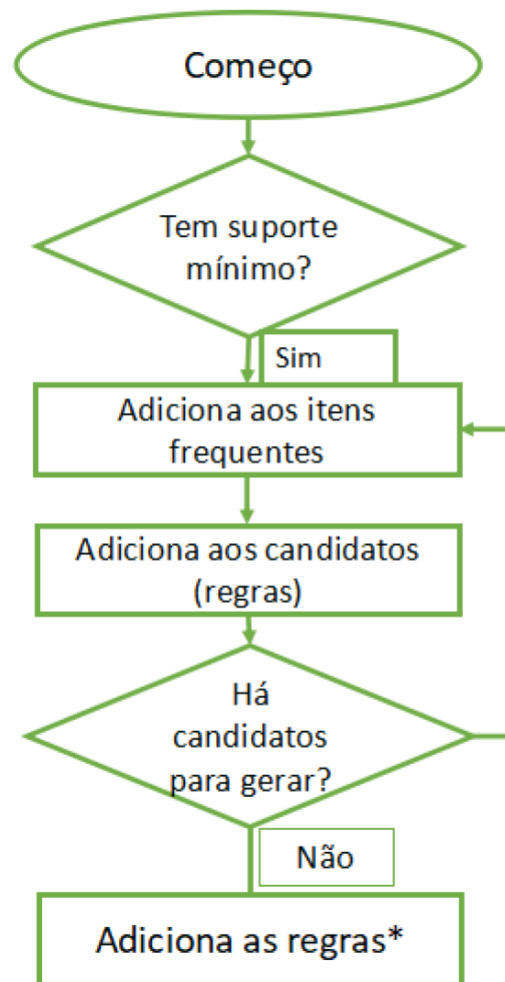 Começo
Tem suporte
mínimo?
Sim
Adiciona aos itens
frequentes
Adiciona aos candidatos
(regras)
Há
candidatos
para gerar?
Não
Adiciona as regras*